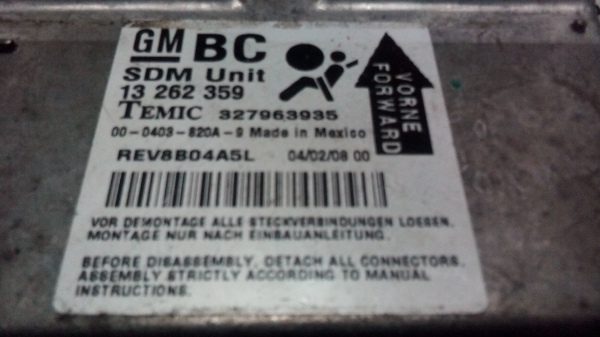 GM BC
SDM Unit
13 262 359
TEMIC 327963935
00-0403-820A-9 Made in Mexico
REV8B04A5L 04/02/08 00
VORNE
FORWARD
VOR DEMONTAGE ALLE STECKVERBINDUNGEN LOESEN.
MONTAGE NUR NACH EINBAUANLEITUNG.
BEFORE DISASSEMBLY, DETACH ALL CONNECTORS.
ASSEMBLY STRICTLY ACCORDING TO MANUAL
INSTRUCTIONS.